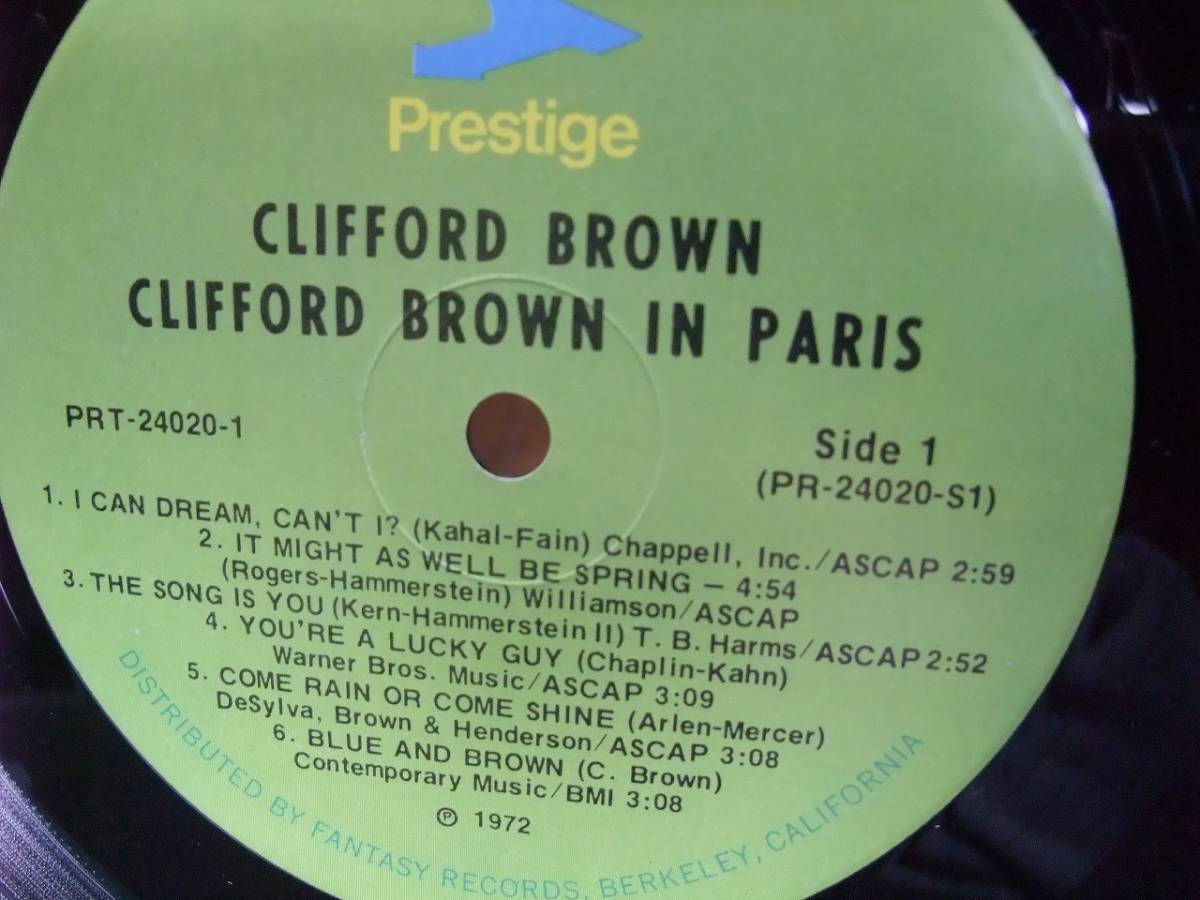 Prestige
CLIFFORD BROWN
CLIFFORD BROWN IN PARIS
PRT-24020-1
Side 1
(PR-24020-S1)
1. I CAN DREAM, CAN'T I? (Kahal-Fain) Chappell, Inc./ASCAP 2:59
2. IT MIGHT AS WELL BE SPRING – 4:54
(Rogers-Hammerstein) Williamson/ASCAP
3. THE SONG IS YOU (Kern-Hammerstein II) T. B. Harms/ASCAP 2:52
4. YOU'RE A LUCKY GUY (Chaplin-Kahn)
Warner Bros. Music/ASCAP 3:09
5. COME RAIN OR COME SHINE (Arlen-Mercer)
DeSylva, Brown & Henderson/ASCAP 3:08
6. BLUE AND BROWN (C. Brown)
Contemporary Music/BMI 3:08
℗ 1972
DISTRIBUTED BY FANTASY RECORDS, BERKELEY, CALIFORNIA